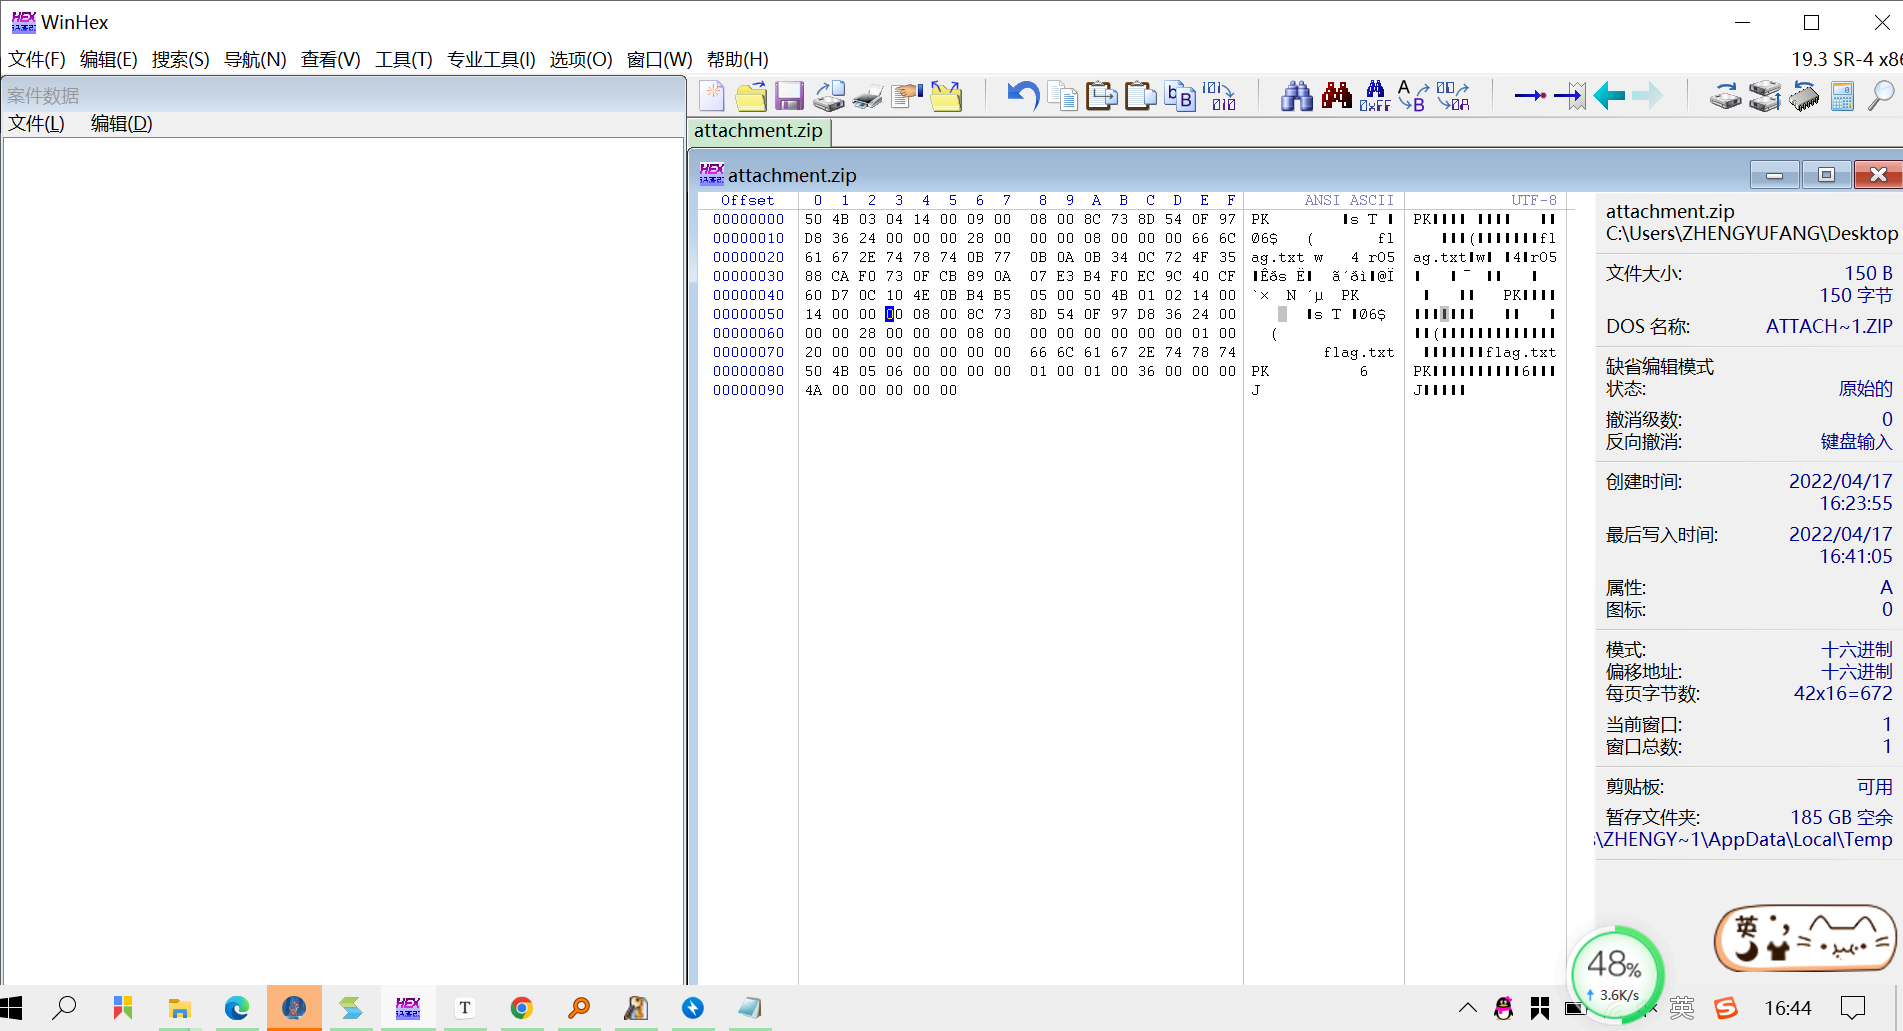 WinHex
文件(F) 编辑(E) 搜索(S) 导航(N) 查看(V) 工具(T) 专业工具(I) 选项(O) 窗口(W) 帮助(H)
19.3 SR-4 x86
案件数据
文件(L) 编辑(D)
attachment.zip
attachment.zip
Offset 0 1 2 3 4 5 6 7 8 9 A B C D E F ANSI ASCII UTF-8
00000000 50 4B 03 04 14 00 09 00 08 00 8C 73 8D 54 0F 97
00000010 D8 36 24 00 00 00 28 00 00 00 08 00 00 00 66 6C
00000020 61 67 2E 74 78 74 0B 77 0B 0A 0B 34 0C 72 4F 35
00000030 88 CA F0 73 0F CB 89 0A 07 E3 B4 F0 EC 9C 40 CF
00000040 60 D7 0C 10 4E 0B B4 B5 05 00 50 4B 01 02 14 00
00000050 14 00 00 00 08 00 8C 73 8D 54 0F 97 D8 36 24 00
00000060 00 00 28 00 00 00 08 00 00 00 00 00 00 00 01 00
00000070 20 00 00 00 00 00 00 00 66 6C 61 67 2E 74 78 74 flag.txt flag.txt
00000080 50 4B 05 06 00 00 00 00 01 00 01 00 36 00 00 00 PK 6
00000090 4A 00 00 00 00 00 J
attachment.zip
C:\Users\ZHENGYUFANG\Desktop
文件大小: 150 B
150 字节
DOS 名称: ATTACH~1.ZIP
缺省编辑模式
状态: 原始的
撤消级数: 0
反向撤消: 键盘输入
创建时间: 2022/04/17
16:23:55
最后写入时间: 2022/04/17
16:41:05
属性: A
图标: 0
模式: 十六进制
偏移地址: 十六进制
每页字节数: 42x16=672
当前窗口: 1
窗口总数: 1
剪贴板: 可用
暂存文件夹: 185 GB 空余
\ZHENGY~1\AppData\Local\Temp
英
48%
3.6K/s
英
16:44